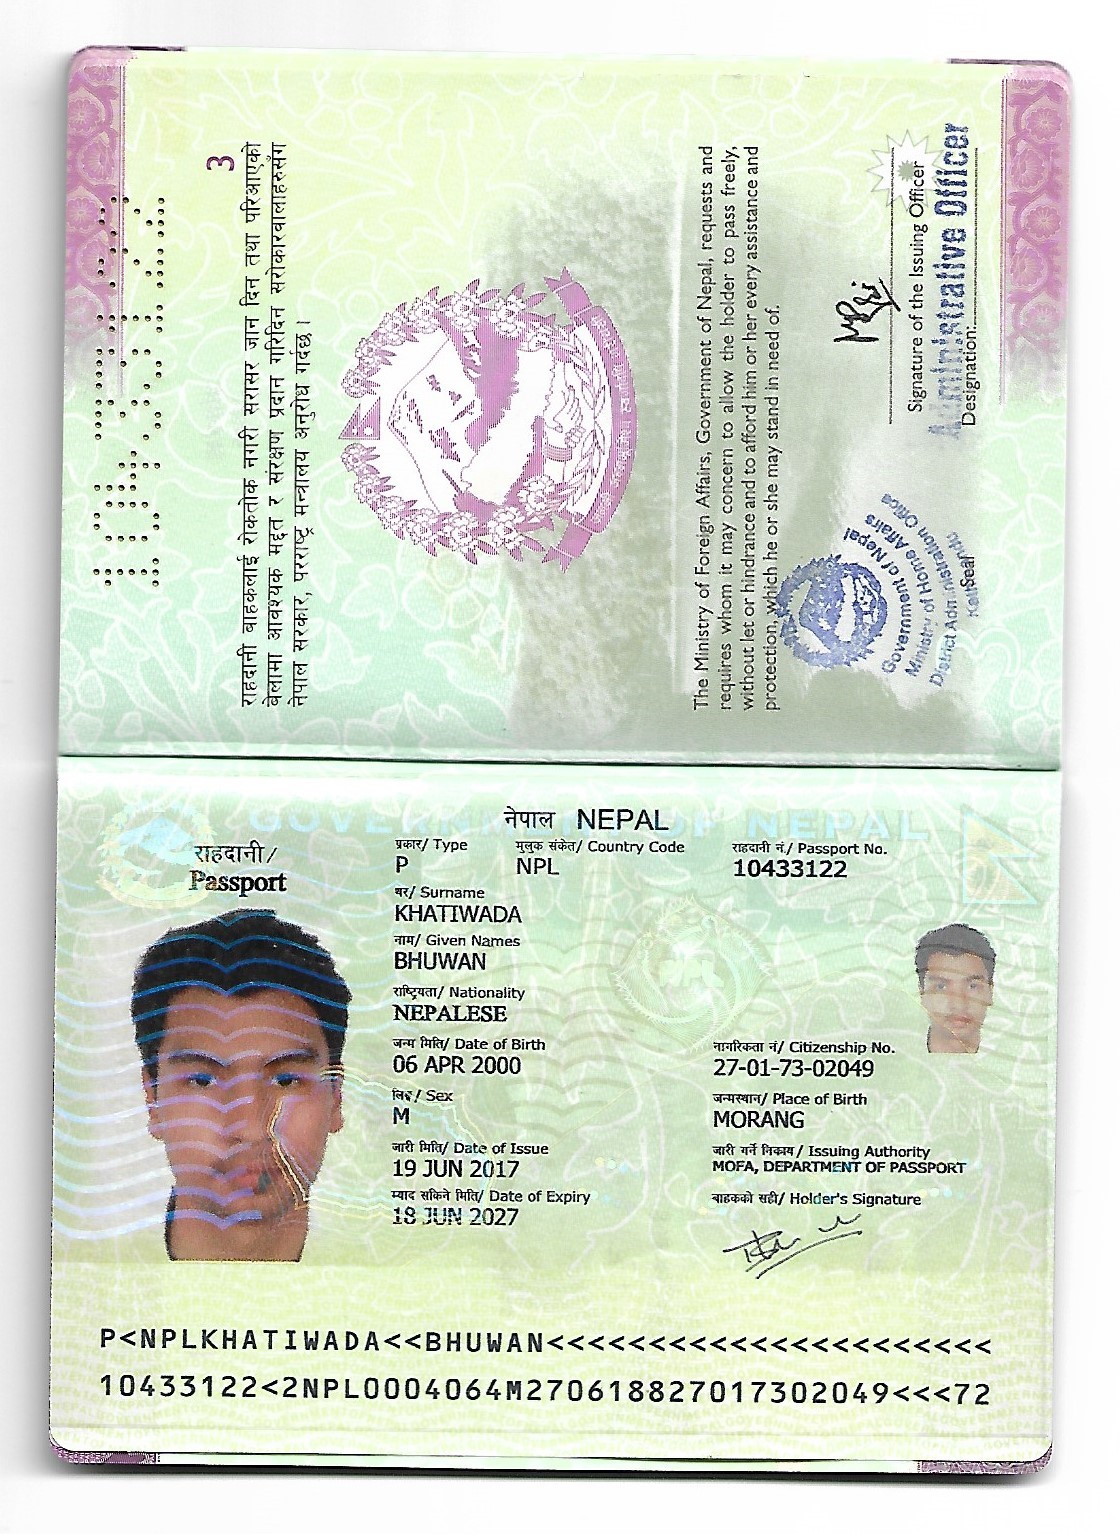 3
राहदानी वाहकलाई रोकतोक नगरी सरासर जान दिन तथा परिआएको
बेलामा आवश्यक मद्दत र संरक्षण प्रदान गरिदिन सरोकारवालाहरुसँग
नेपाल सरकार, परराष्ट्र मन्त्रालय अनुरोध गर्दछ ।
10433122
The Ministry of Foreign Affairs, Government of Nepal, requests and
requires whom it may concern to allow the holder to pass freely,
without let or hindrance and to afford him or her every assistance and
protection, which he or she may stand in need of.
Signature of the Issuing Officer
Administrative Officer
Designation:
Government of Nepal
Ministry of Home Affairs
District Administration Office
Seal
GOVERNMENT OF NEPAL
नेपाल NEPAL
राहदानी/
Passport
प्रकार/ Type
मुलुक संकेत/ Country Code
राहदानी नं./ Passport No.
P
NPL
10433122
थर/ Surname
KHATIWADA
नाम/ Given Names
BHUWAN
राष्ट्रियता/ Nationality
NEPALESE
जन्म मिति/ Date of Birth
नागरिकता नं/ Citizenship No.
06 APR 2000
27-01-73-02049
लिङ्ग/ Sex
जन्मस्थान/ Place of Birth
M
MORANG
जारी मिति/ Date of Issue
जारी गर्ने निकाय/ Issuing Authority
19 JUN 2017
MOFA, DEPARTMENT OF PASSPORT
म्याद सकिने मिति/ Date of Expiry
वाहकको सही/ Holder's Signature
18 JUN 2027
P<NPLKHATIWADA<<BHUWAN<<<<<<<<<<<<<<<<<<<<<<
10433122<2NPL0004064M270618827017302049<<<72